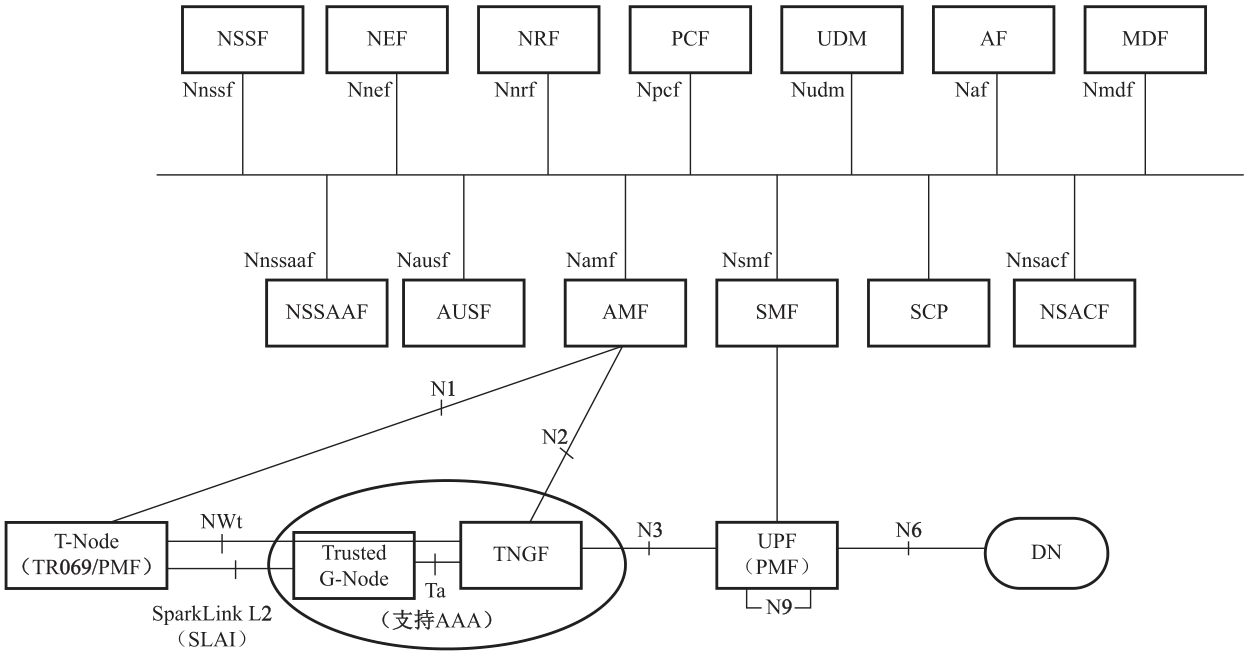 NSSF
NEF
NRF
PCF
UDM
AF
MDF
Nnssf
Nnef
Nnrf
Npcf
Nudm
Naf
Nmdf
Nnssaaf
Nausf
Namf
Nsmf
Nnsacf
NSSAAF
AUSF
AMF
SMF
SCP
NSACF
N1
N2
NWt
N3
N6
T-Node
（TR069/PMF）
Trusted
G-Node
TNGF
UPF
（PMF）
DN
Ta
N9
SparkLink L2
（SLAI）
（支持AAA）